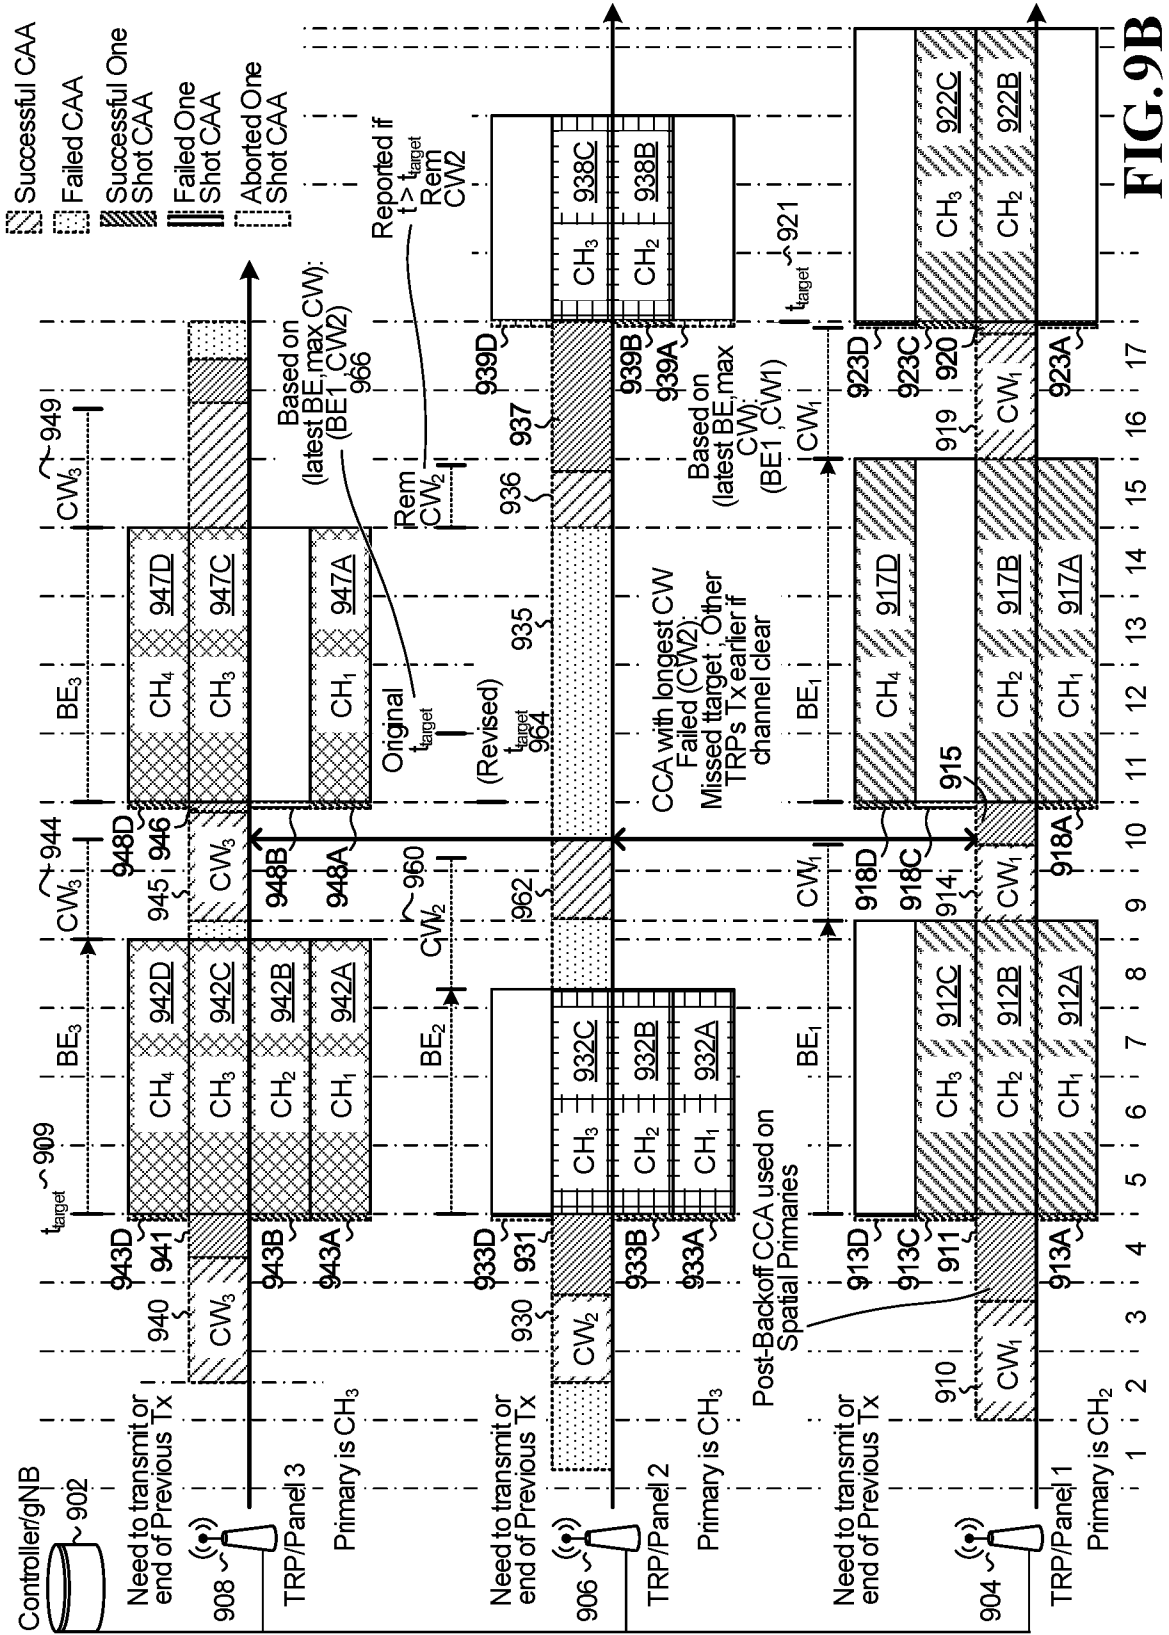 Controller/gNB
902
Successful CAA
Failed CAA
Successful One
Shot CAA
Failed One
Shot CAA
Aborted One
Shot CAA
Need to transmit or
end of Previous Tx
908
TRP/Panel 3
Primary is CH3
940
CW3
943D
941
943B
943A
ttarget 909
BE3
CH4 942D
CH3 942C
CH2 942B
CH1 942A
CW3 944
945
CW3
948D
946
948B
948A
BE3
CH4 947D
CH3 947C
CH1 947A
CW3 949
Based on
(latest BE,max CW):
(BE1, CW2)
966
Original
ttarget
(Revised)
ttarget
964
Reported if
t > ttarget
Rem
CW2
Need to transmit or
end of Previous Tx
906
TRP/Panel 2
Primary is CH3
930
CW2
933D
931
933B
933A
BE2
CH3 932C
CH2 932B
CH1 932A
CW2 960
962
935
CCA with longest CW
Failed (CW2):
Missed ttarget ; Other
TRPs Tx earlier if
channel clear
Rem
CW2
936
937
939D
939B
939A
CH3 938C
CH2 938B
Based on
(latest BE,max
CW):
(BE1 ,CW1)
ttarget 921
Post-Backoff CCA used on
Spatial Primaries
Need to transmit or
end of Previous Tx
904
TRP/Panel 1
Primary is CH2
910
CW1
913D
913C
911
913A
BE1
CH3 912C
CH2 912B
CH1 912A
CW1
914
CW1
918D
918C
915
918A
BE1
CH4 917D
CH2 917B
CH1 917A
CW1
919
CW1
923D
923C
920
923A
CH3 922C
CH2 922B
1 2 3 4 5 6 7 8 9 10 11 12 13 14 15 16 17
FIG.9B